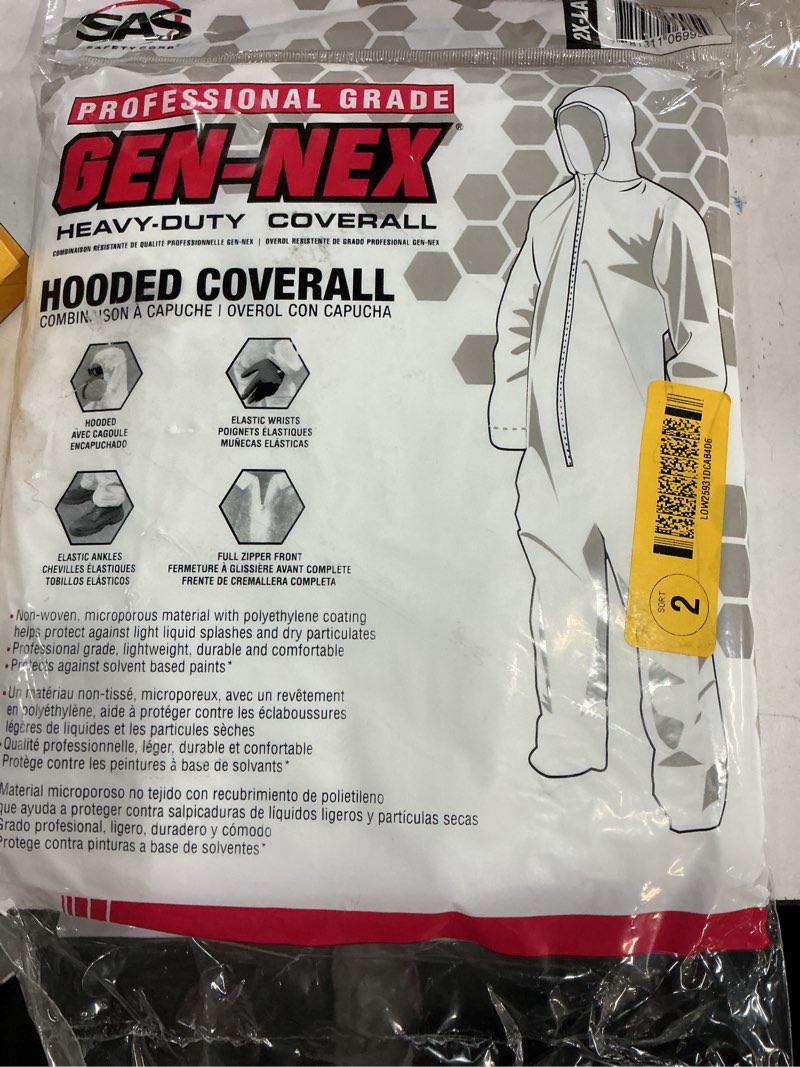 SAS
SAFETY CORP
PROFESSIONAL GRADE
GEN-NEX®
HEAVY-DUTY COVERALL
COMBINAISON RÉSISTANTE DE QUALITÉ PROFESSIONNELLE GEN-NEX | OVEROL RESISTENTE DE GRADO PROFESIONAL GEN-NEX
HOODED COVERALL
À CAPUCHE | OVEROL CON CAPUCHA
HOODED
AVEC CAGOULE
ENCAPUCHADO
ELASTIC WRISTS
POIGNETS ÉLASTIQUES
MUÑECAS ELÁSTICAS
ELASTIC ANKLES
CHEVILLES ÉLASTIQUES
TOBILLOS ELÁSTICOS
FULL ZIPPER FRONT
FERMETURE À GLISSIÈRE AVANT COMPLÈTE
FRENTE DE CREMALLERA COMPLETA
• Non-woven, microporous material with polyethylene coating
helps protect against light liquid splashes and dry particulates
• Professional grade, lightweight, durable and comfortable
• Protects against solvent based paints*
• Un matériau non-tissé, microporeux, avec un revêtement
en polyéthylène, aide à protéger contre les éclaboussures
légères de liquides et les particules sèches
• Qualité professionnelle, léger, durable et confortable
Protège contre les peintures à base de solvants*
Material microporoso no tejido con recubrimiento de polietileno
que ayuda a proteger contra salpicaduras de líquidos ligeros y partículas secas
Grado profesional, ligero, duradero y cómodo
Protege contra pinturas a base de solventes*
LOW25931DCAB4D6
SORT
2